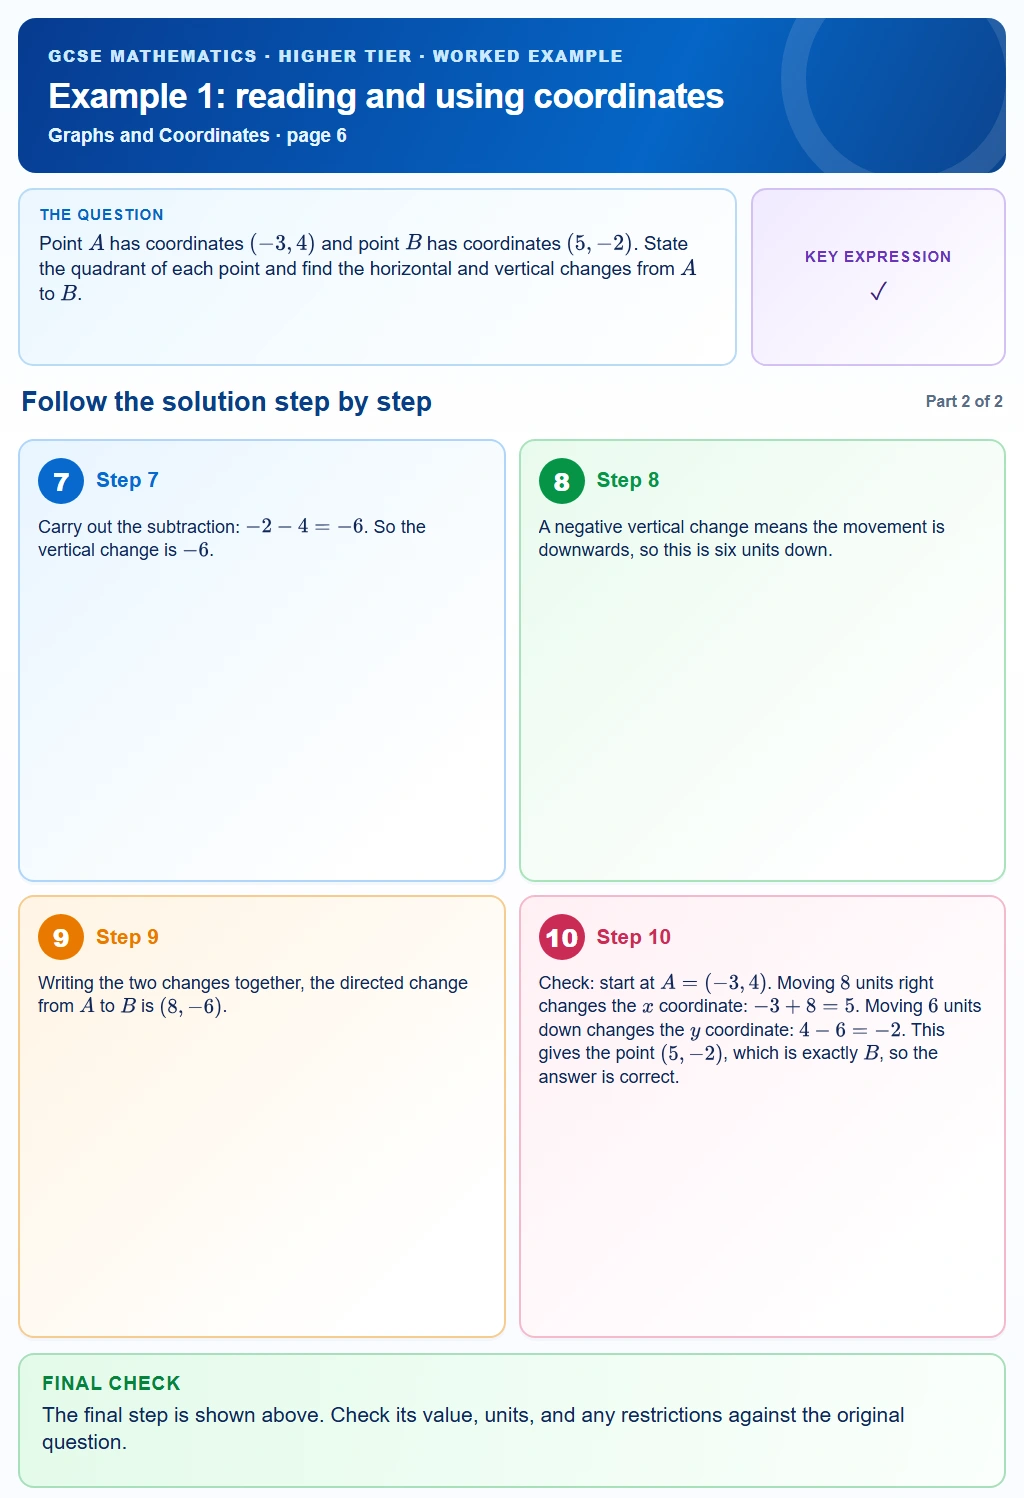 GCSE MATHEMATICS · HIGHER TIER · WORKED EXAMPLE
Example 1: reading and using coordinates
Graphs and Coordinates · page 6
THE QUESTION
Point A has coordinates (−3, 4) and point B has coordinates (5, −2). State
the quadrant of each point and find the horizontal and vertical changes from A
to B.
KEY EXPRESSION
✓
Follow the solution step by step
Part 2 of 2
7 Step 7
Carry out the subtraction: −2 − 4 = −6. So the
vertical change is −6.
8 Step 8
A negative vertical change means the movement is
downwards, so this is six units down.
9 Step 9
Writing the two changes together, the directed change
from A to B is (8, −6).
10 Step 10
Check: start at A = (−3, 4). Moving 8 units right
changes the x coordinate: −3 + 8 = 5. Moving 6 units
down changes the y coordinate: 4 − 6 = −2. This
gives the point (5, −2), which is exactly B, so the
answer is correct.
FINAL CHECK
The final step is shown above. Check its value, units, and any restrictions against the original
question.